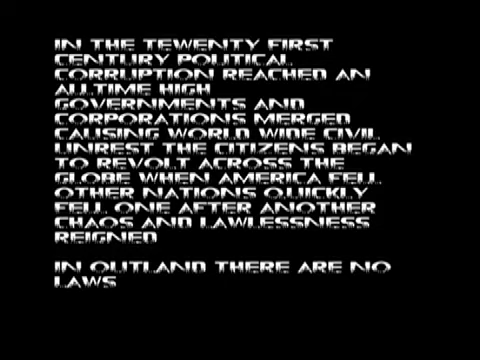 IN THE TEWENTY FIRST
CENTURY POLITICAL
CORRUPTION REACHED AN
ALLTIME HIGH
GOVERNMENTS AND
CORPORATIONS MERGED
CAUSING WORLD WIDE CIVIL
UNREST THE CITIZENS BEGAN
TO REVOLT ACROSS THE
GLOBE WHEN AMERICA FELL
OTHER NATIONS QUICKLY
FELL ONE AFTER ANOTHER
CHAOS AND LAWLESSNESS
REIGNED
IN OUTLAND THERE ARE NO
LAWS